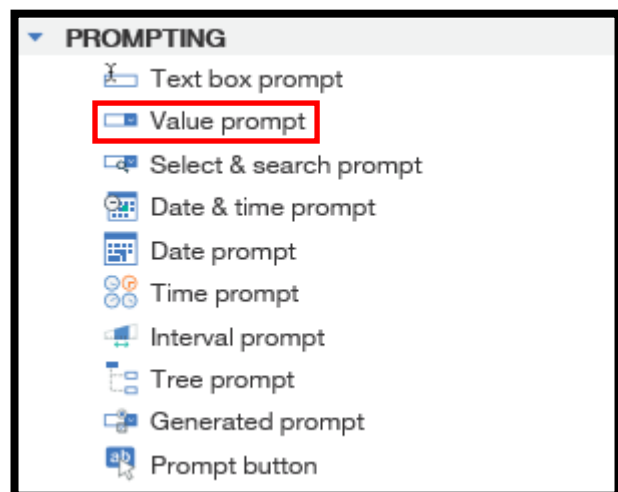 PROMPTING
Text box prompt
Value prompt
Select & search prompt
Date & time prompt
Date prompt
Time prompt
Interval prompt
Tree prompt
Generated prompt
ab
Prompt button